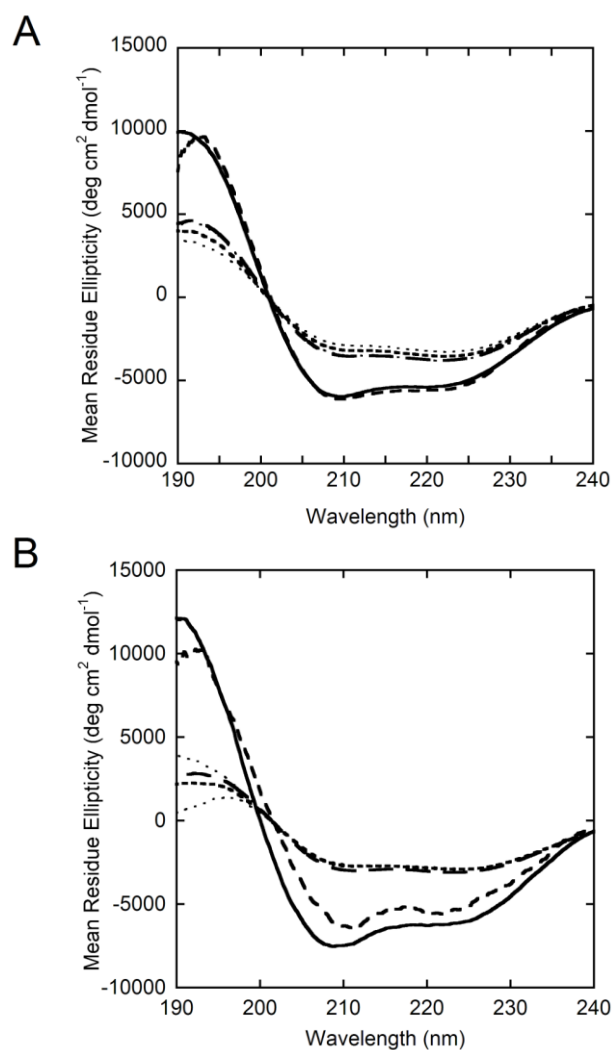 A
Mean Residue Ellipticity (deg cm² dmol⁻¹)
15000
10000
5000
0
-5000
-10000
190 200 210 220 230 240
Wavelength (nm)
B
Mean Residue Ellipticity (deg cm² dmol⁻¹)
15000
10000
5000
0
-5000
-10000
190 200 210 220 230 240
Wavelength (nm)